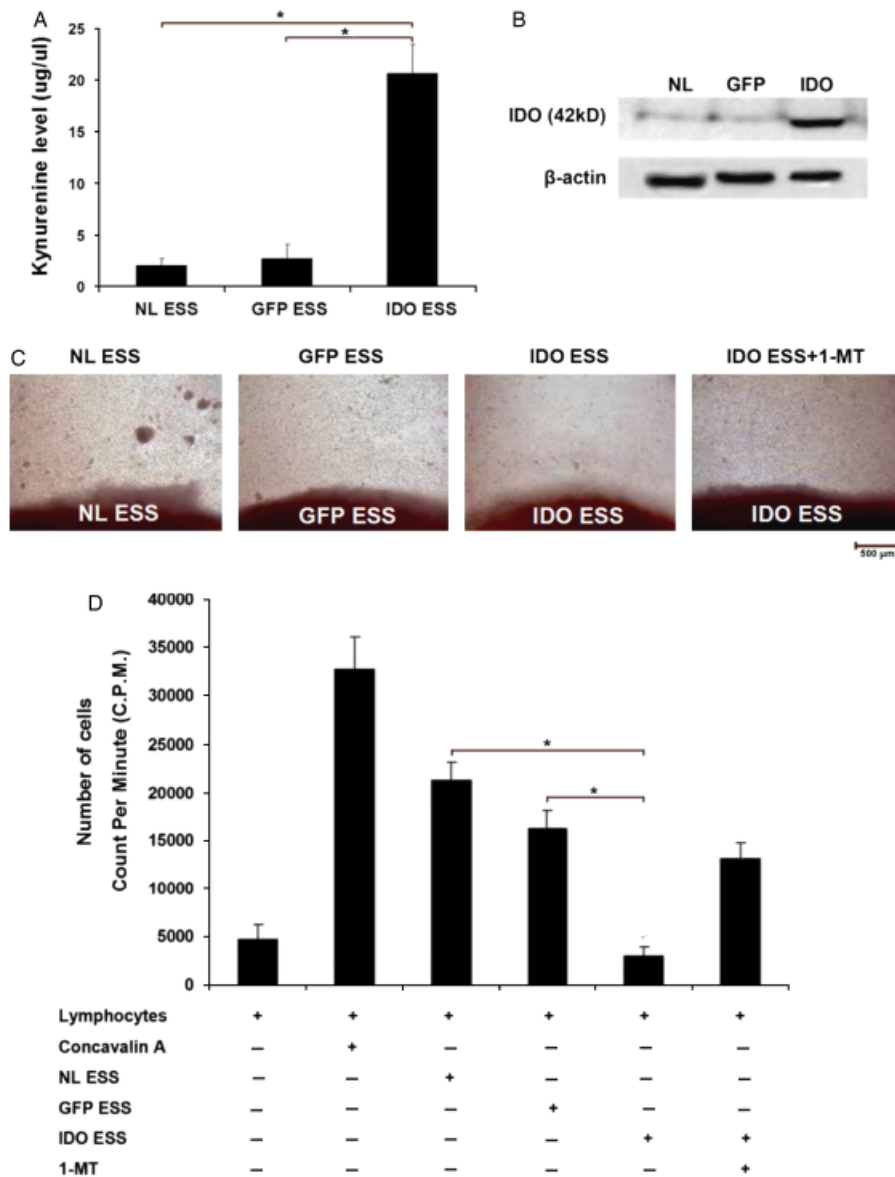 A
*
*
25
20
15
10
5
0
Kynurenine level (ug/ul)
NL ESS GFP ESS IDO ESS
B
NL GFP IDO
IDO (42kD)
β-actin
C
NL ESS GFP ESS IDO ESS IDO ESS+1-MT
NL ESS GFP ESS IDO ESS IDO ESS
500 µm
D
40000
35000
30000
25000
20000
15000
10000
5000
0
Number of cells
Count Per Minute (C.P.M.)
*
*
Lymphocytes + + + + + +
Concavalin A — + — — — —
NL ESS — — + — — —
GFP ESS — — — + — —
IDO ESS — — — — + +
1-MT — — — — — +